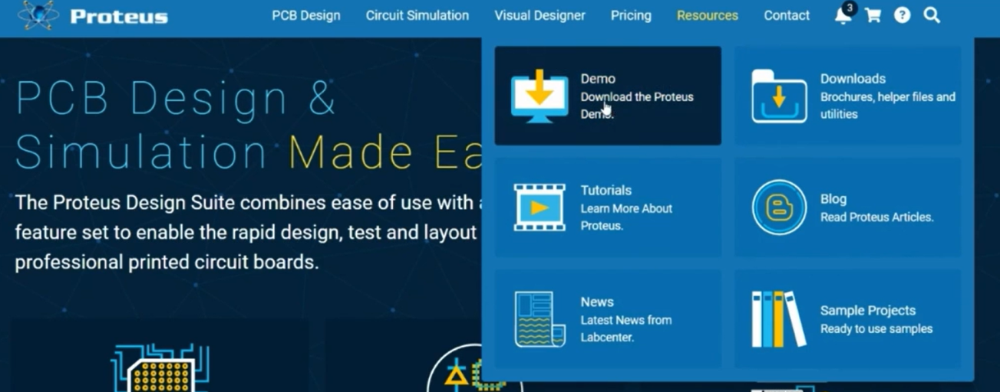 Proteus
PCB Design
Circuit Simulation
Visual Designer
Pricing
Resources
Contact
3
?
PCB Design &
Simulation Made Ea
The Proteus Design Suite combines ease of use with
feature set to enable the rapid design, test and layout
professional printed circuit boards.
Demo
Download the Proteus
Demo.
Downloads
Brochures, helper files and
utilities
Tutorials
Learn More About
Proteus.
Blog
Read Proteus Articles.
News
Latest News from
Labcenter.
Sample Projects
Ready to use samples